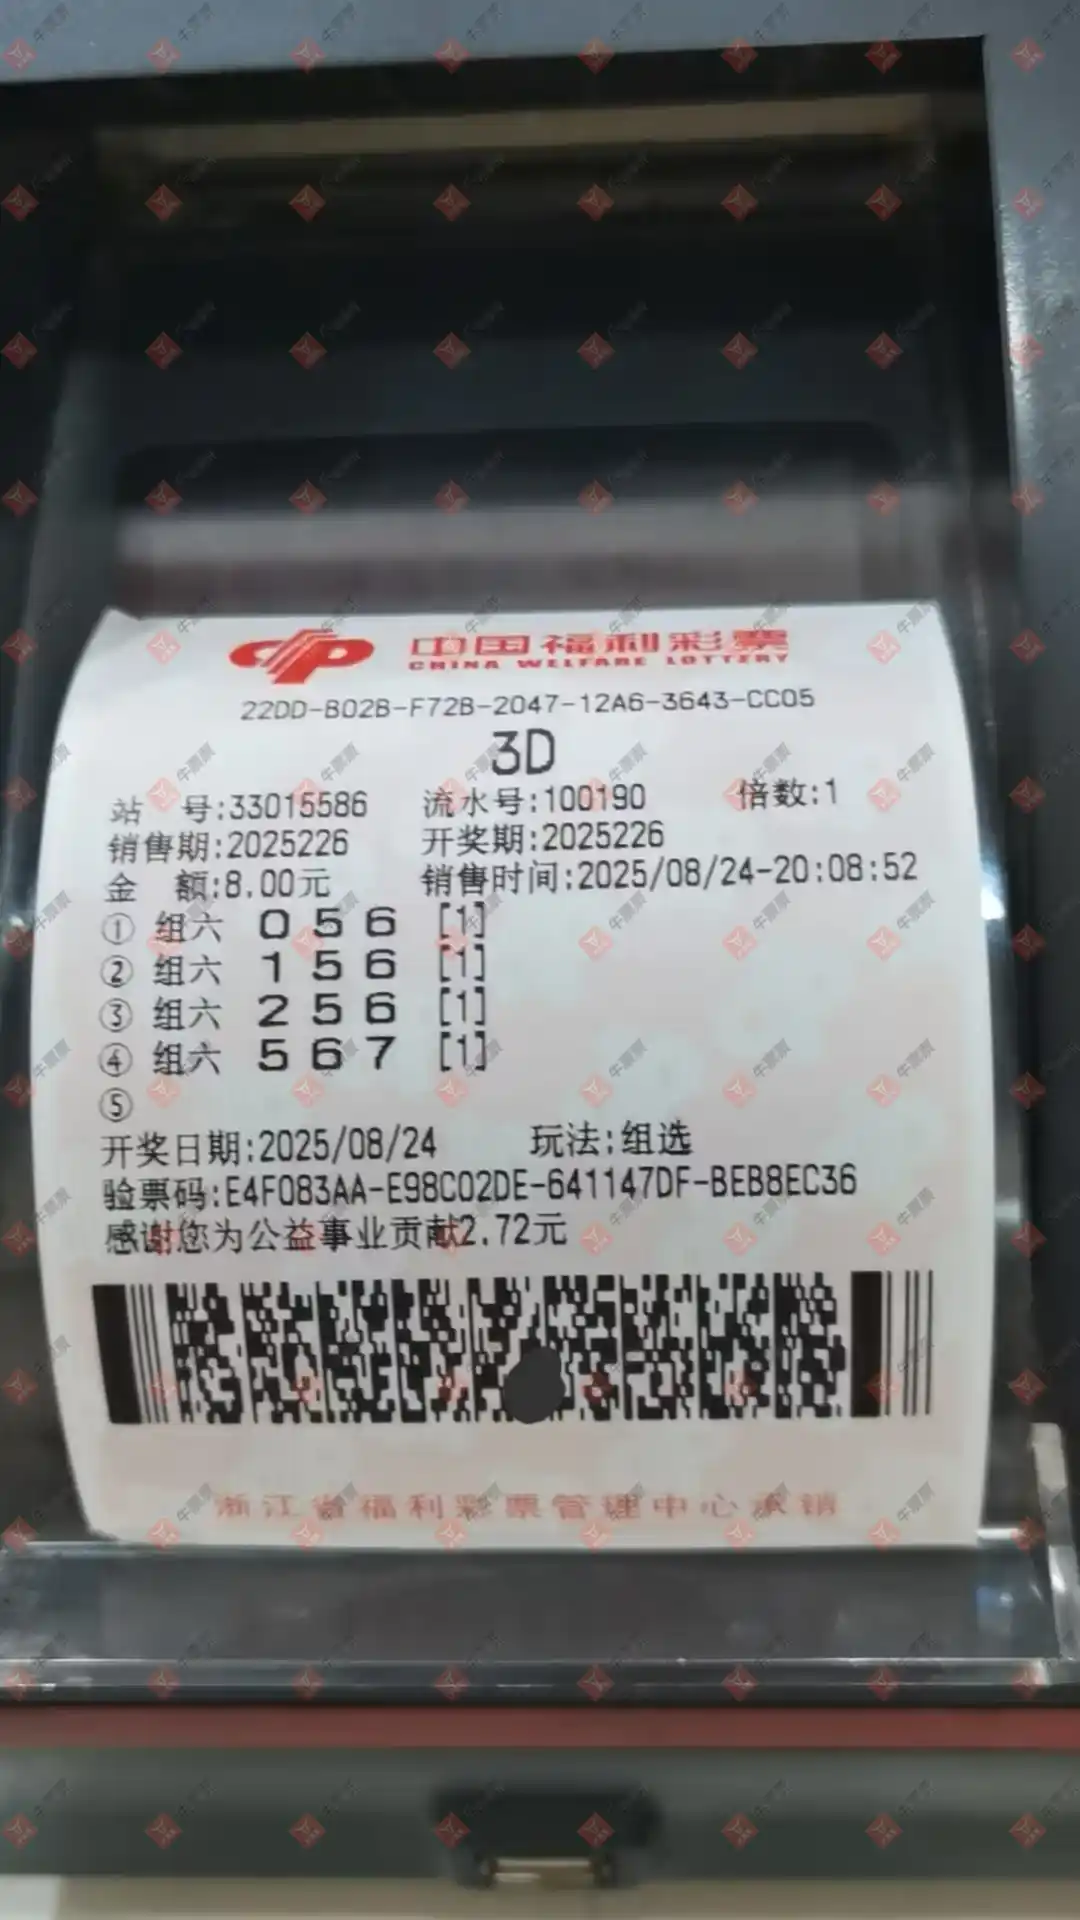 中国福利彩票
CHINA WELFARE LOTTERY
22DD-B02B-F72B-2047-12A6-3643-CC05
3D
站 号:33015586 流水号:100190 倍数:1
销售期:2025226 开奖期:2025226
金 额:8.00元 销售时间:2025/08/24-20:08:52
① 组六 0 5 6 [1]
② 组六 1 5 6 [1]
③ 组六 2 5 6 [1]
④ 组六 5 6 7 [1]
⑤
开奖日期:2025/08/24 玩法:组选
验票码:E4F083AA-E98C02DE-641147DF-BEB8EC36
感谢您为公益事业贡献2.72元
浙江省福利彩票管理中心承销
牛票票